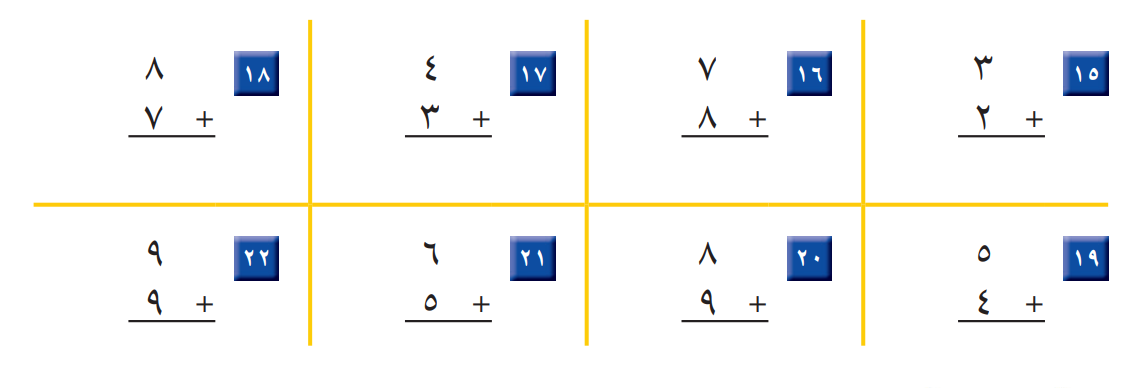 ١٥ ٣ ١٦ ٧ ١٧ ٤ ١٨ ٨
+ ٢ + ٨ + ٣ + ٧
١٩ ٥ ٢٠ ٨ ٢١ ٦ ٢٢ ٩
+ ٤ + ٩ + ٥ + ٩